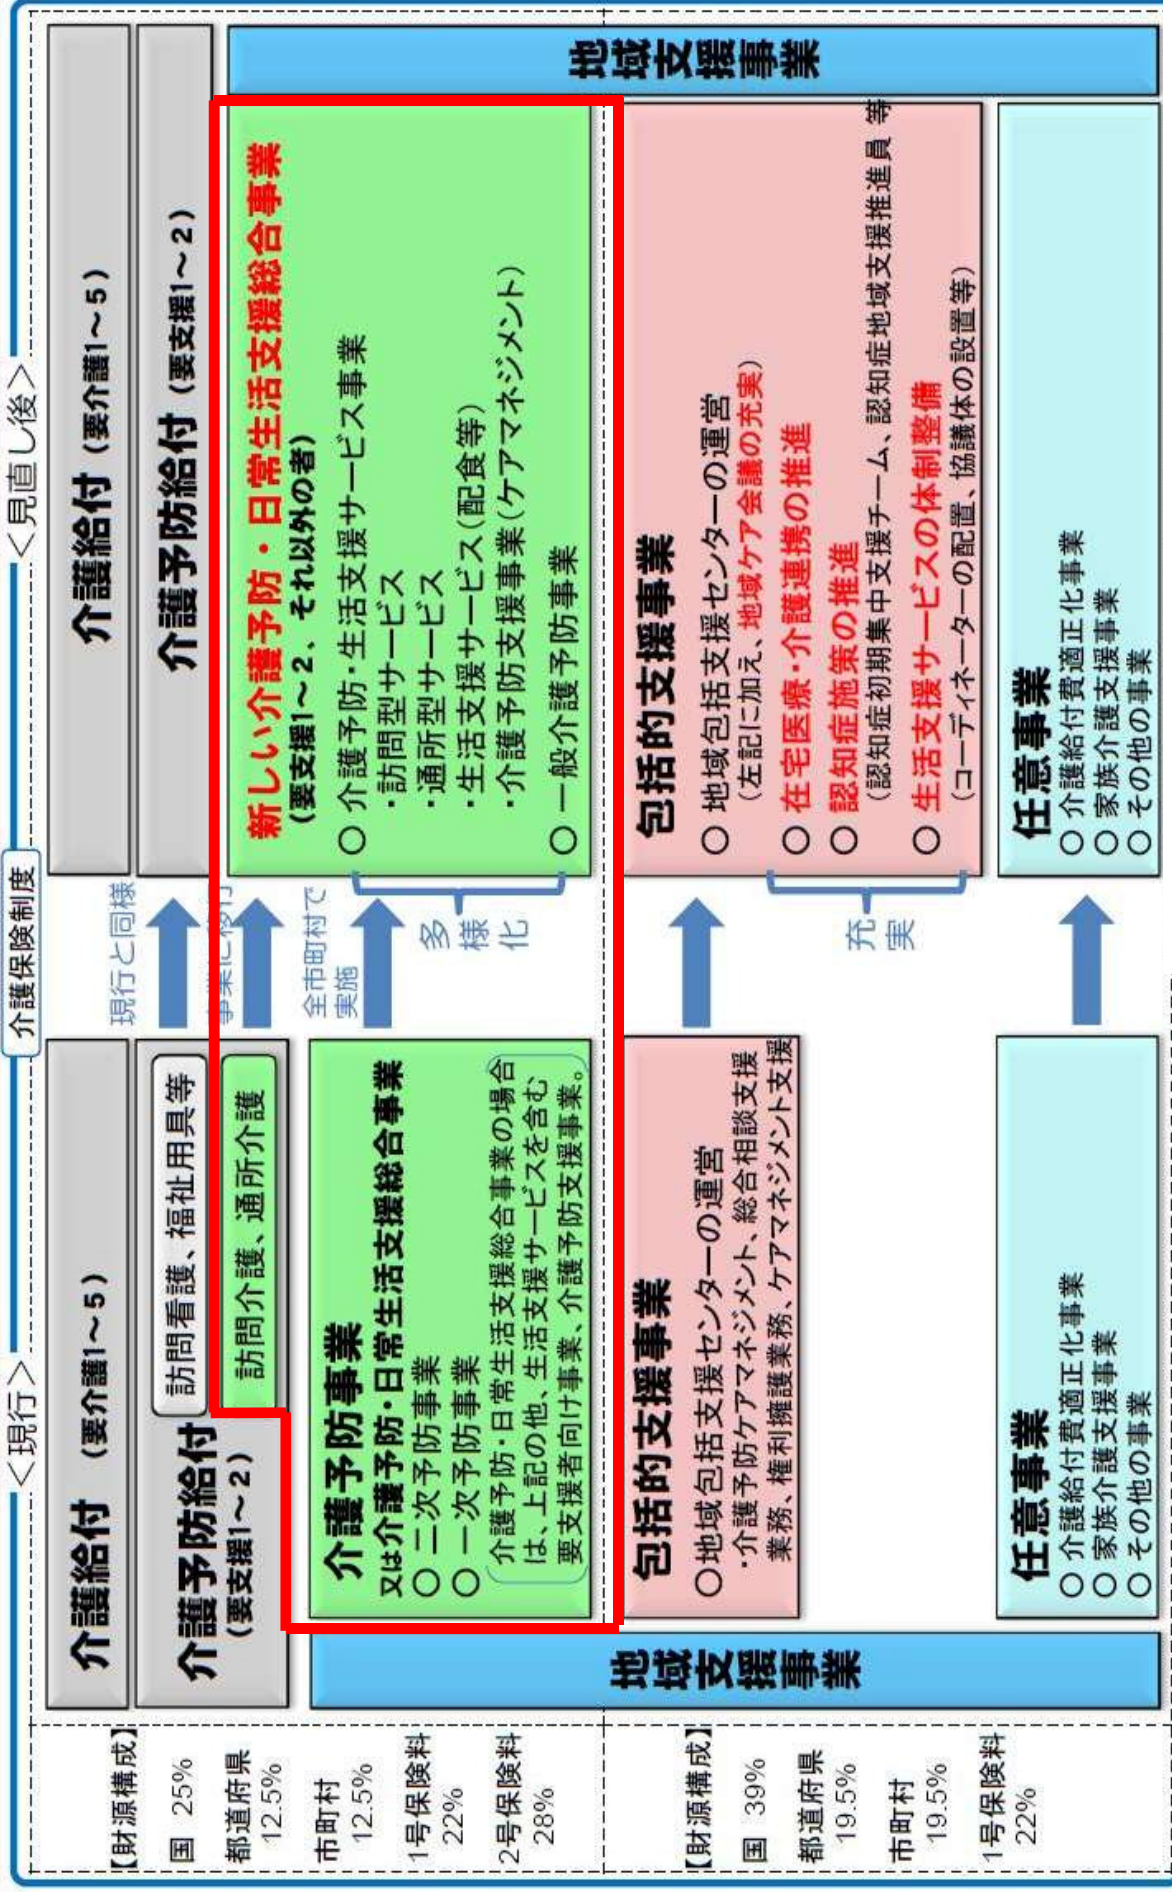 介護保険制度
<現行>
<見直し後>
【財源構成】
国 25%
都道府県
12.5%
市町村
12.5%
1号保険料
22%
2号保険料
28%
【財源構成】
国 39%
都道府県
19.5%
市町村
19.5%
1号保険料
22%
介護給付 (要介護1~5)
介護予防給付
(要支援1~2)
訪問看護、福祉用具等
訪問介護、通所介護
地域支援事業
介護予防事業
又は介護予防・日常生活支援総合事業
○ 二次予防事業
○ 一次予防事業
介護予防・日常生活支援総合事業の場合
は、上記の他、生活支援サービスを含む
要支援者向け事業、介護予防支援事業。
包括的支援事業
○地域包括支援センターの運営
・介護予防ケアマネジメント、総合相談支援
業務、権利擁護業務、ケアマネジメント支援
任意事業
○ 介護給付費適正化事業
○ 家族介護支援事業
○ その他の事業
現行と同様
事業に移行
全市町村で
実施
多様化
充実
介護給付 (要介護1~5)
介護予防給付 (要支援1~2)
新しい介護予防・日常生活支援総合事業
(要支援1~2、それ以外の者)
○ 介護予防・生活支援サービス事業
・訪問型サービス
・通所型サービス
・生活支援サービス(配食等)
・介護予防支援事業(ケアマネジメント)
○ 一般介護予防事業
包括的支援事業
○ 地域包括支援センターの運営
(左記に加え、地域ケア会議の充実)
○ 在宅医療・介護連携の推進
○ 認知症施策の推進
(認知症初期集中支援チーム、認知症地域支援推進員 等
○ 生活支援サービスの体制整備
(コーディネーターの配置、協議体の設置等)
任意事業
○ 介護給付費適正化事業
○ 家族介護支援事業
○ その他の事業
地域支援事業